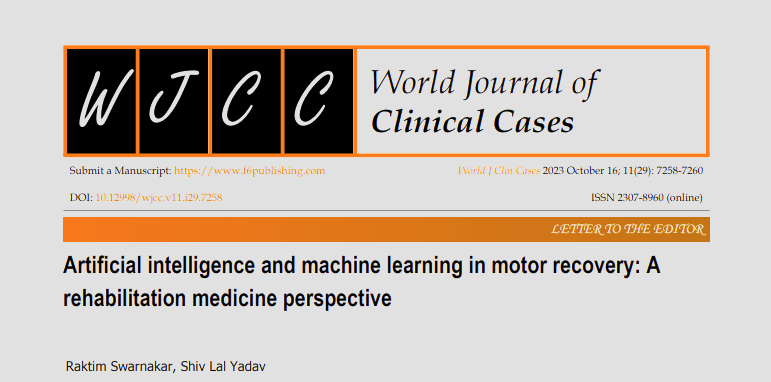 W J C C
World Journal of
Clinical Cases
Submit a Manuscript: https://www.f6publishing.com
World J Clin Cases 2023 October 16; 11(29): 7258-7260
DOI: 10.12998/wjcc.v11.i29.7258
ISSN 2307-8960 (online)
LETTER TO THE EDITOR
Artificial intelligence and machine learning in motor recovery: A
rehabilitation medicine perspective
Raktim Swarnakar, Shiv Lal Yadav